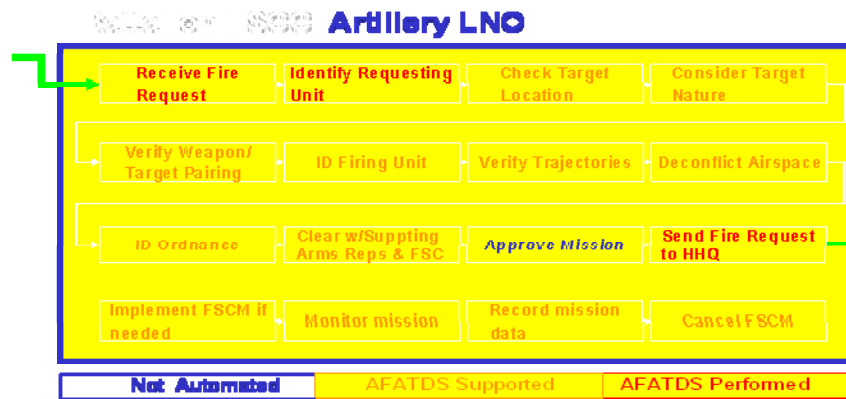 Battalion FSCC Artillery LNO
Receive Fire
Request
Identify Requesting
Unit
Check Target
Location
Consider Target
Nature
Verify Weapon/
Target Pairing
ID Firing Unit
Verify Trajectories
Deconflict Airspace
ID Ordnance
Clear w/Suppting
Arms Reps & FSC
Approve Mission
Send Fire Request
to HHQ
Implement FSCM if
needed
Monitor mission
Record mission
data
Cancel FSCM
Not Automated
AFATDS Supported
AFATDS Performed